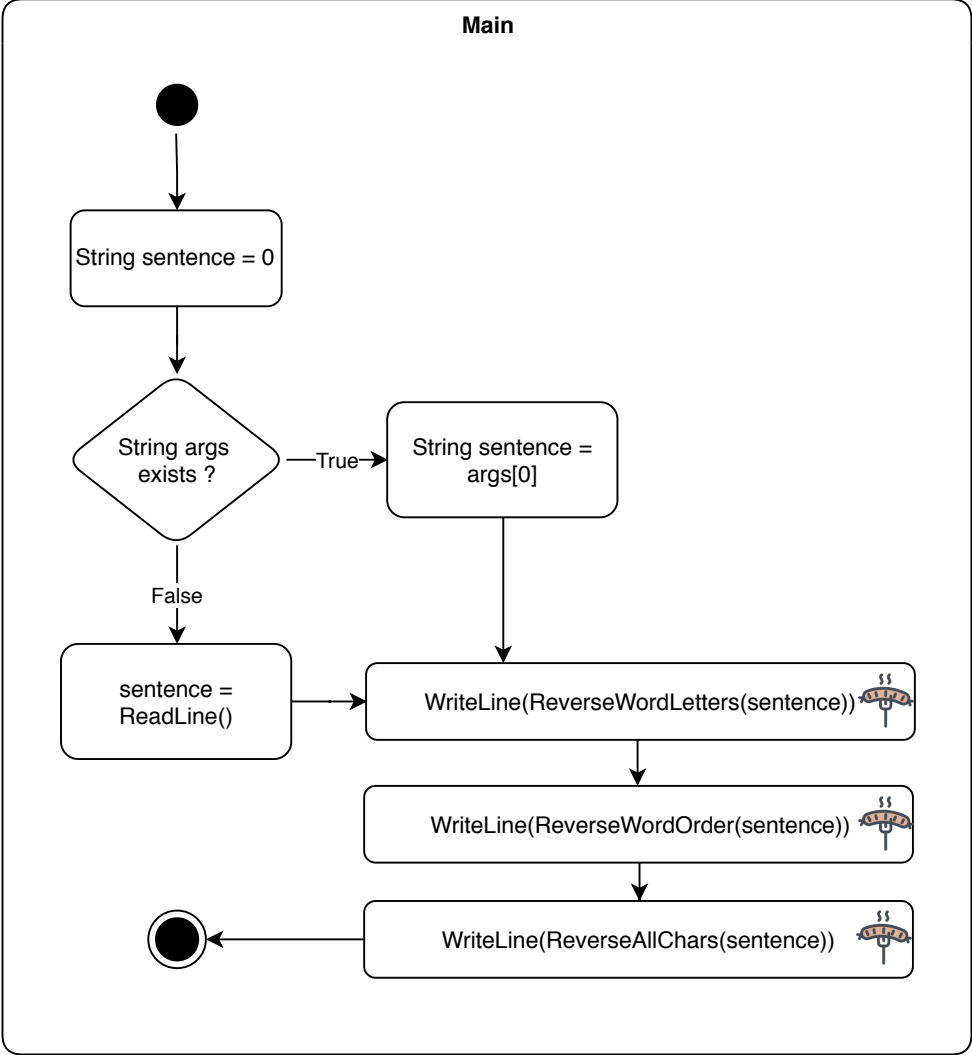 Main
String sentence = 0
String args
exists ?
True
String sentence =
args[0]
False
sentence =
ReadLine()
WriteLine(ReverseWordLetters(sentence))
WriteLine(ReverseWordOrder(sentence))
WriteLine(ReverseAllChars(sentence))